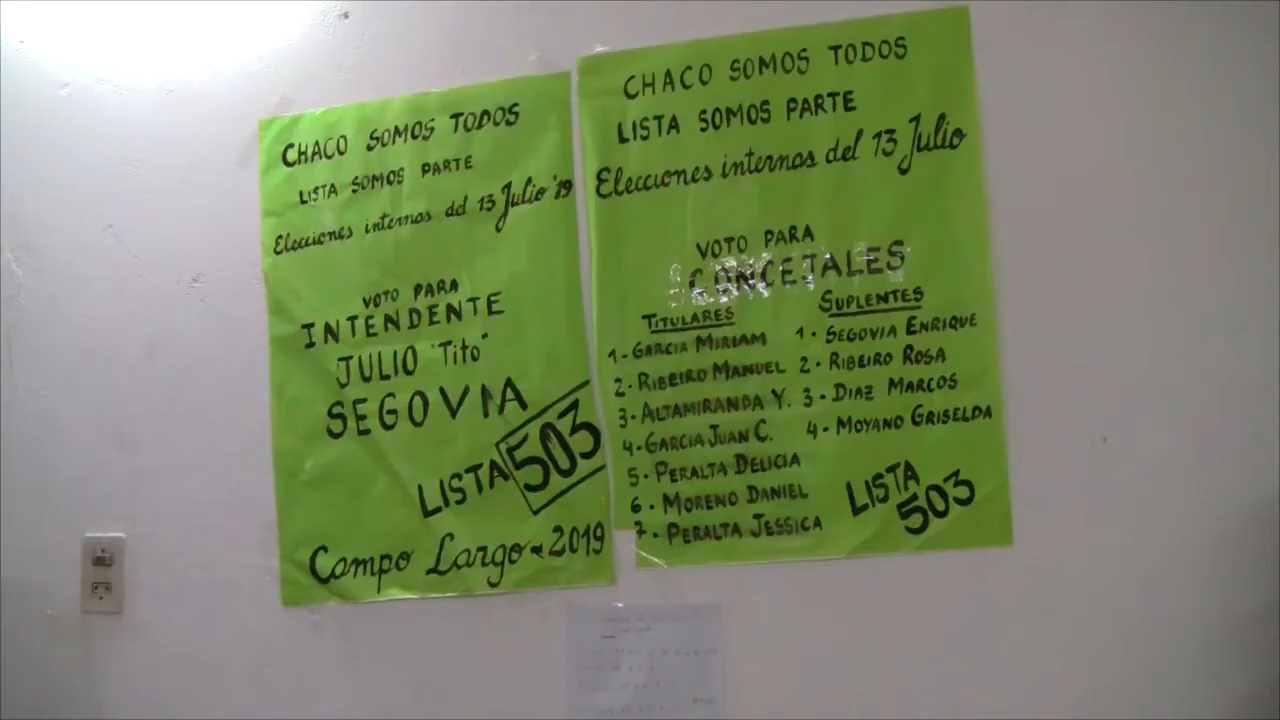 CHACO SOMOS TODOS
LISTA SOMOS PARTE
Elecciones internas del 13 Julio '19
VOTO PARA
INTENDENTE
JULIO "Tito"
SEGOVIA
LISTA 503
Campo Largo - 2019
CHACO SOMOS TODOS
LISTA SOMOS PARTE
Elecciones internas del 13 Julio
VOTO PARA
CONCEJALES
TITULARES
1- GARCIA MIRIAM
2- RIBEIRO MANUEL
3- ALTAMIRANDA Y.
4- GARCIA JUAN C.
5- PERALTA DELICIA
6- MORENO DANIEL
7- PERALTA JESSICA
SUPLENTES
1- SEGOVIA ENRIQUE
2- RIBEIRO ROSA
3- DIAZ MARCOS
4- MOYANO GRISELDA
LISTA
503